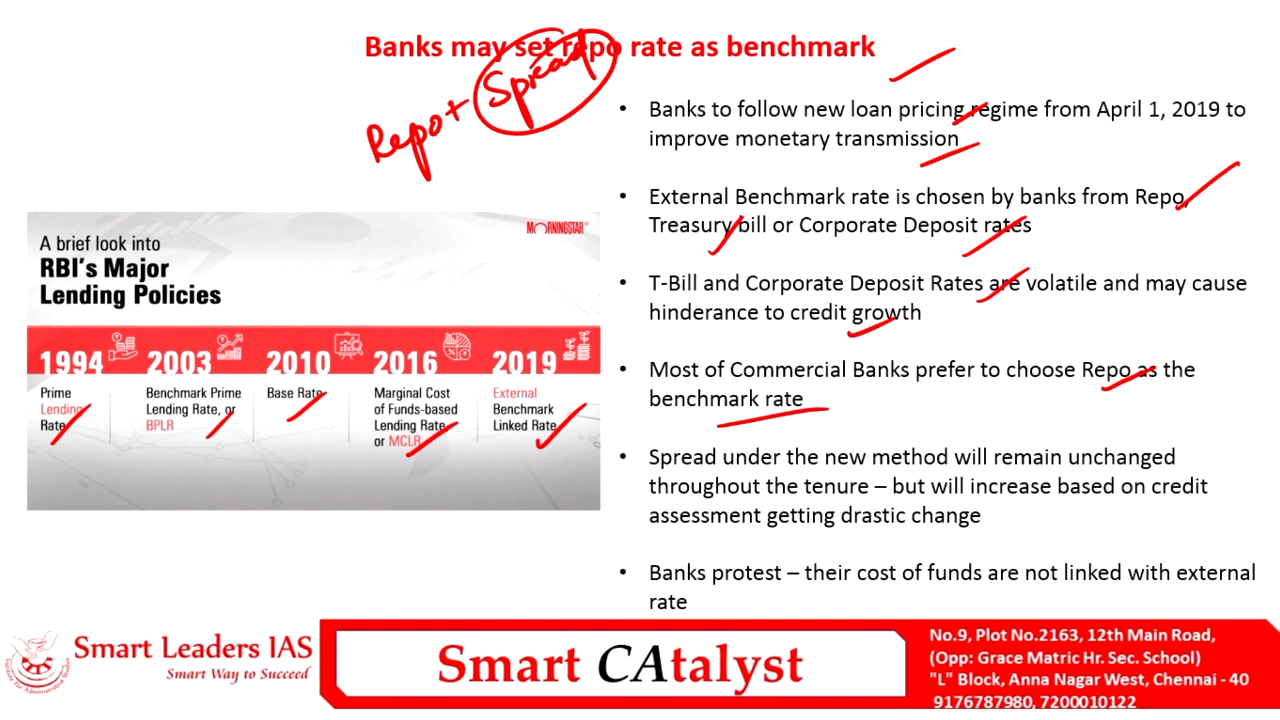 Banks may set repo rate as benchmark
Repo + Spread
• Banks to follow new loan pricing regime from April 1, 2019 to
improve monetary transmission
• External Benchmark rate is chosen by banks from Repo,
Treasury bill or Corporate Deposit rates
• T-Bill and Corporate Deposit Rates are volatile and may cause
hinderance to credit growth
• Most of Commercial Banks prefer to choose Repo as the
benchmark rate
• Spread under the new method will remain unchanged
throughout the tenure – but will increase based on credit
assessment getting drastic change
• Banks protest – their cost of funds are not linked with external
rate
MORNINGSTAR
A brief look into
RBI's Major
Lending Policies
1994
Prime
Lending
Rate
2003
Benchmark Prime
Lending Rate, or
BPLR
2010
Base Rate
2016
Marginal Cost
of Funds-based
Lending Rate
or MCLR
2019
External
Benchmark
Linked Rate
Smart Leaders IAS
Smart Way to Succeed
Smart CAtalyst
No.9, Plot No.2163, 12th Main Road,
(Opp: Grace Matric Hr. Sec. School)
"L" Block, Anna Nagar West, Chennai - 40
9176787980, 7200010122